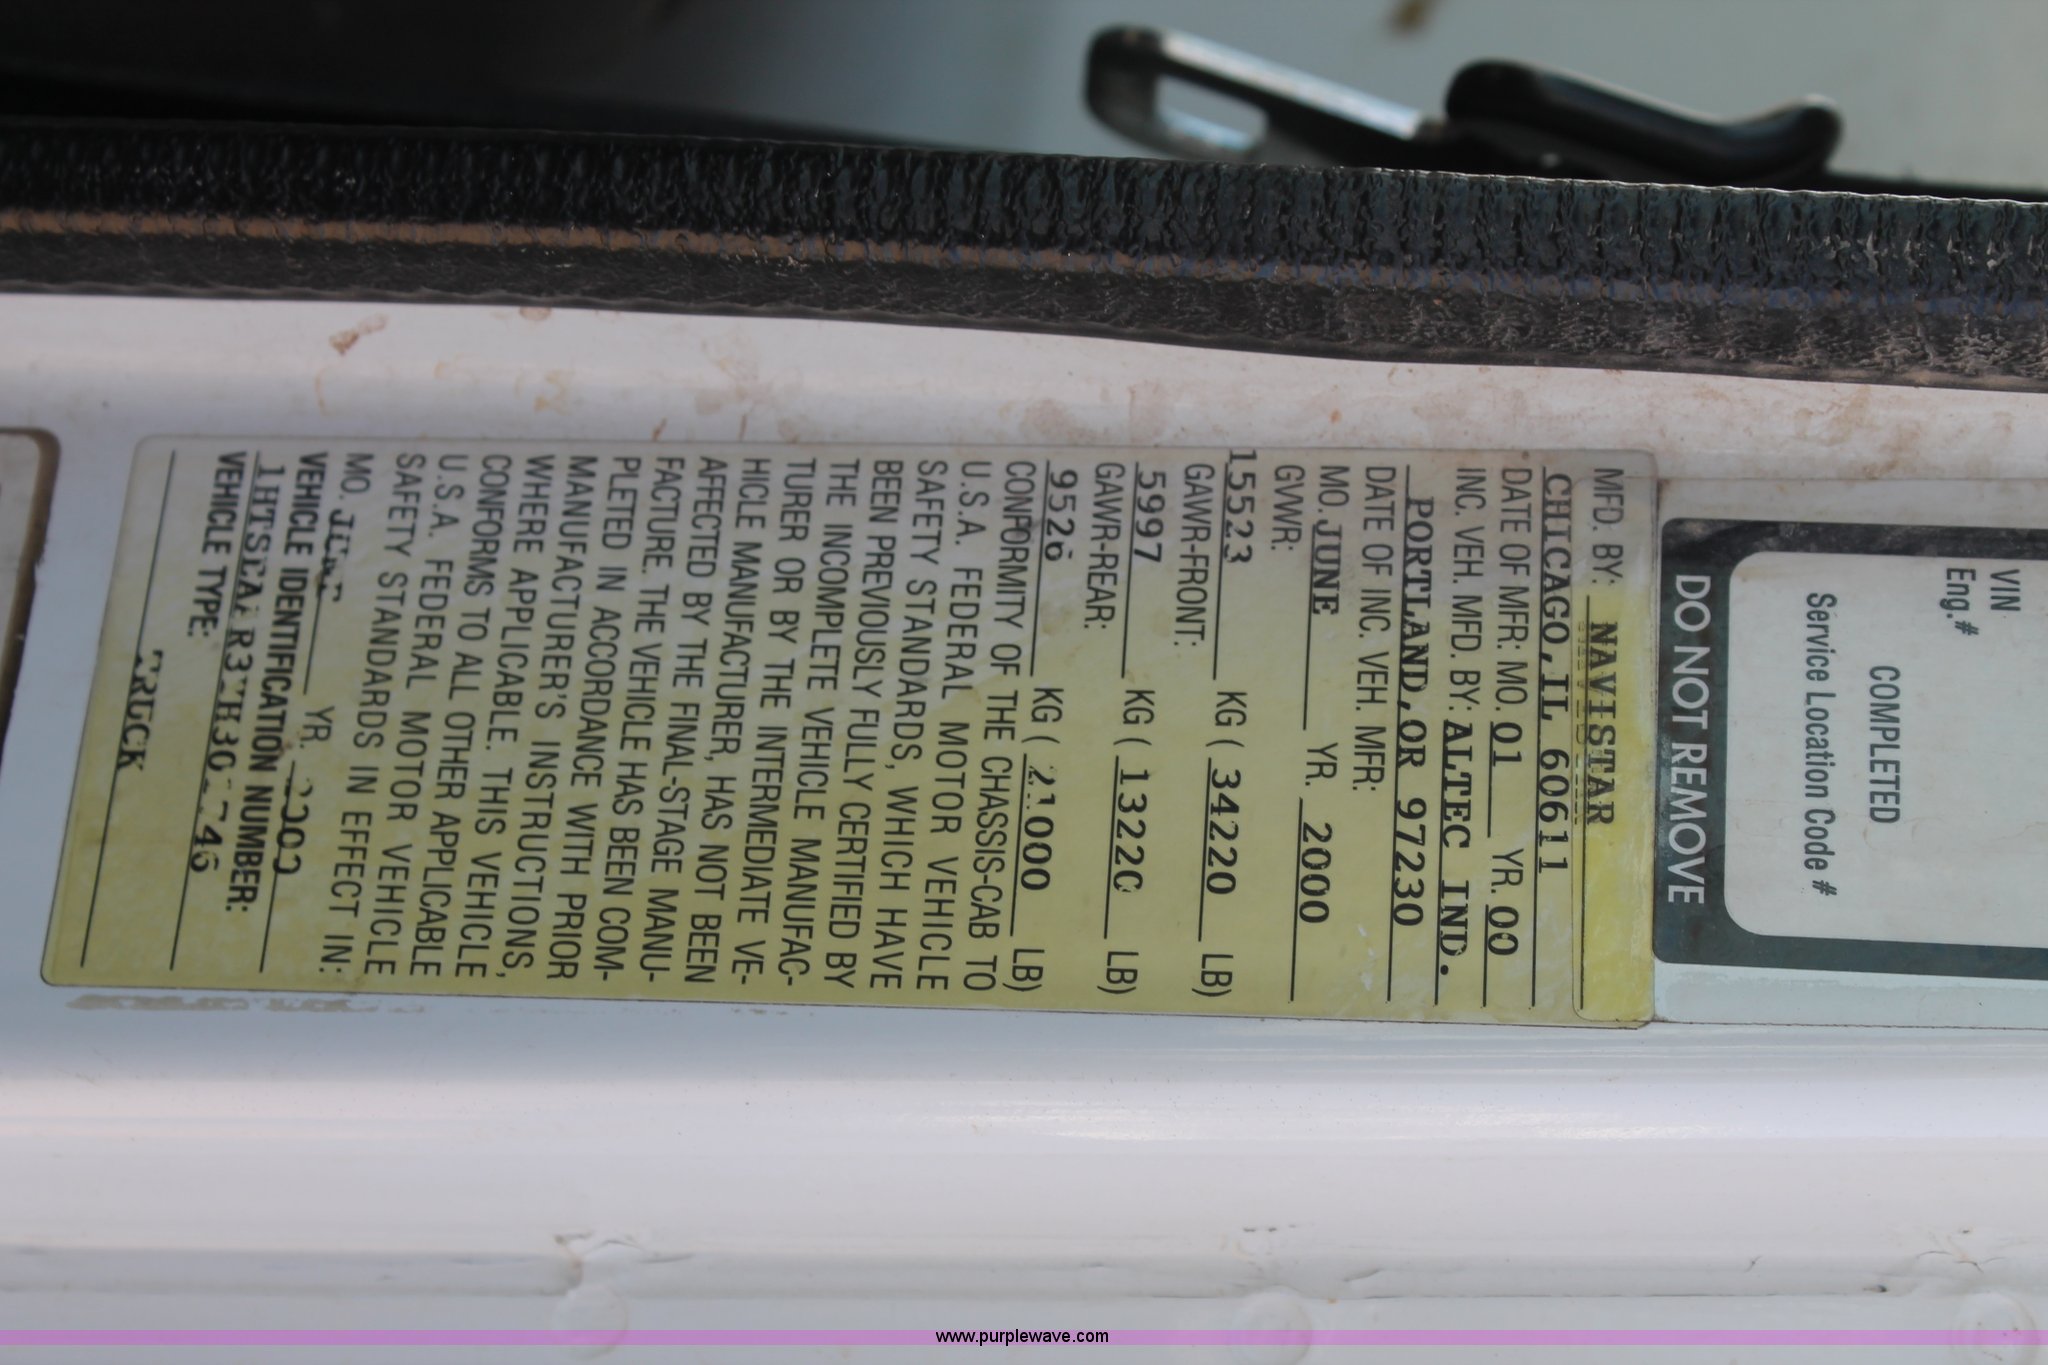 VIN
Eng.#
COMPLETED
Service Location Code #
DO NOT REMOVE
MFD. BY: NAVISTAR
CHICAGO,IL 60611
DATE OF MFR: MO. 01 YR. 00
INC. VEH. MFD. BY: ALTEC IND.
PORTLAND,OR 97230
DATE OF INC. VEH. MFR:
MO. JUNE YR. 2000
GWVR:
15523 KG ( 34220 LB)
GAWR-FRONT:
5997 KG ( 13220 LB)
GAWR-REAR:
9526 KG ( 21000 LB)
CONFORMITY OF THE CHASSIS-CAB TO
U.S.A. FEDERAL MOTOR VEHICLE
SAFETY STANDARDS, WHICH HAVE
BEEN PREVIOUSLY FULLY CERTIFIED BY
THE INCOMPLETE VEHICLE MANUFAC-
TURER OR BY THE INTERMEDIATE VE-
HICLE MANUFACTURER, HAS NOT BEEN
AFFECTED BY THE FINAL-STAGE MANU-
FACTURE. THE VEHICLE HAS BEEN COM-
PLETED IN ACCORDANCE WITH PRIOR
MANUFACTURER'S INSTRUCTIONS,
WHERE APPLICABLE. THIS VEHICLE
CONFORMS TO ALL OTHER APPLICABLE
U.S.A. FEDERAL MOTOR VEHICLE
SAFETY STANDARDS IN EFFECT IN:
MO. JUNE YR. 2000
VEHICLE IDENTIFICATION NUMBER:
VEHICLE TYPE:
TRUCK
www.purplewave.com